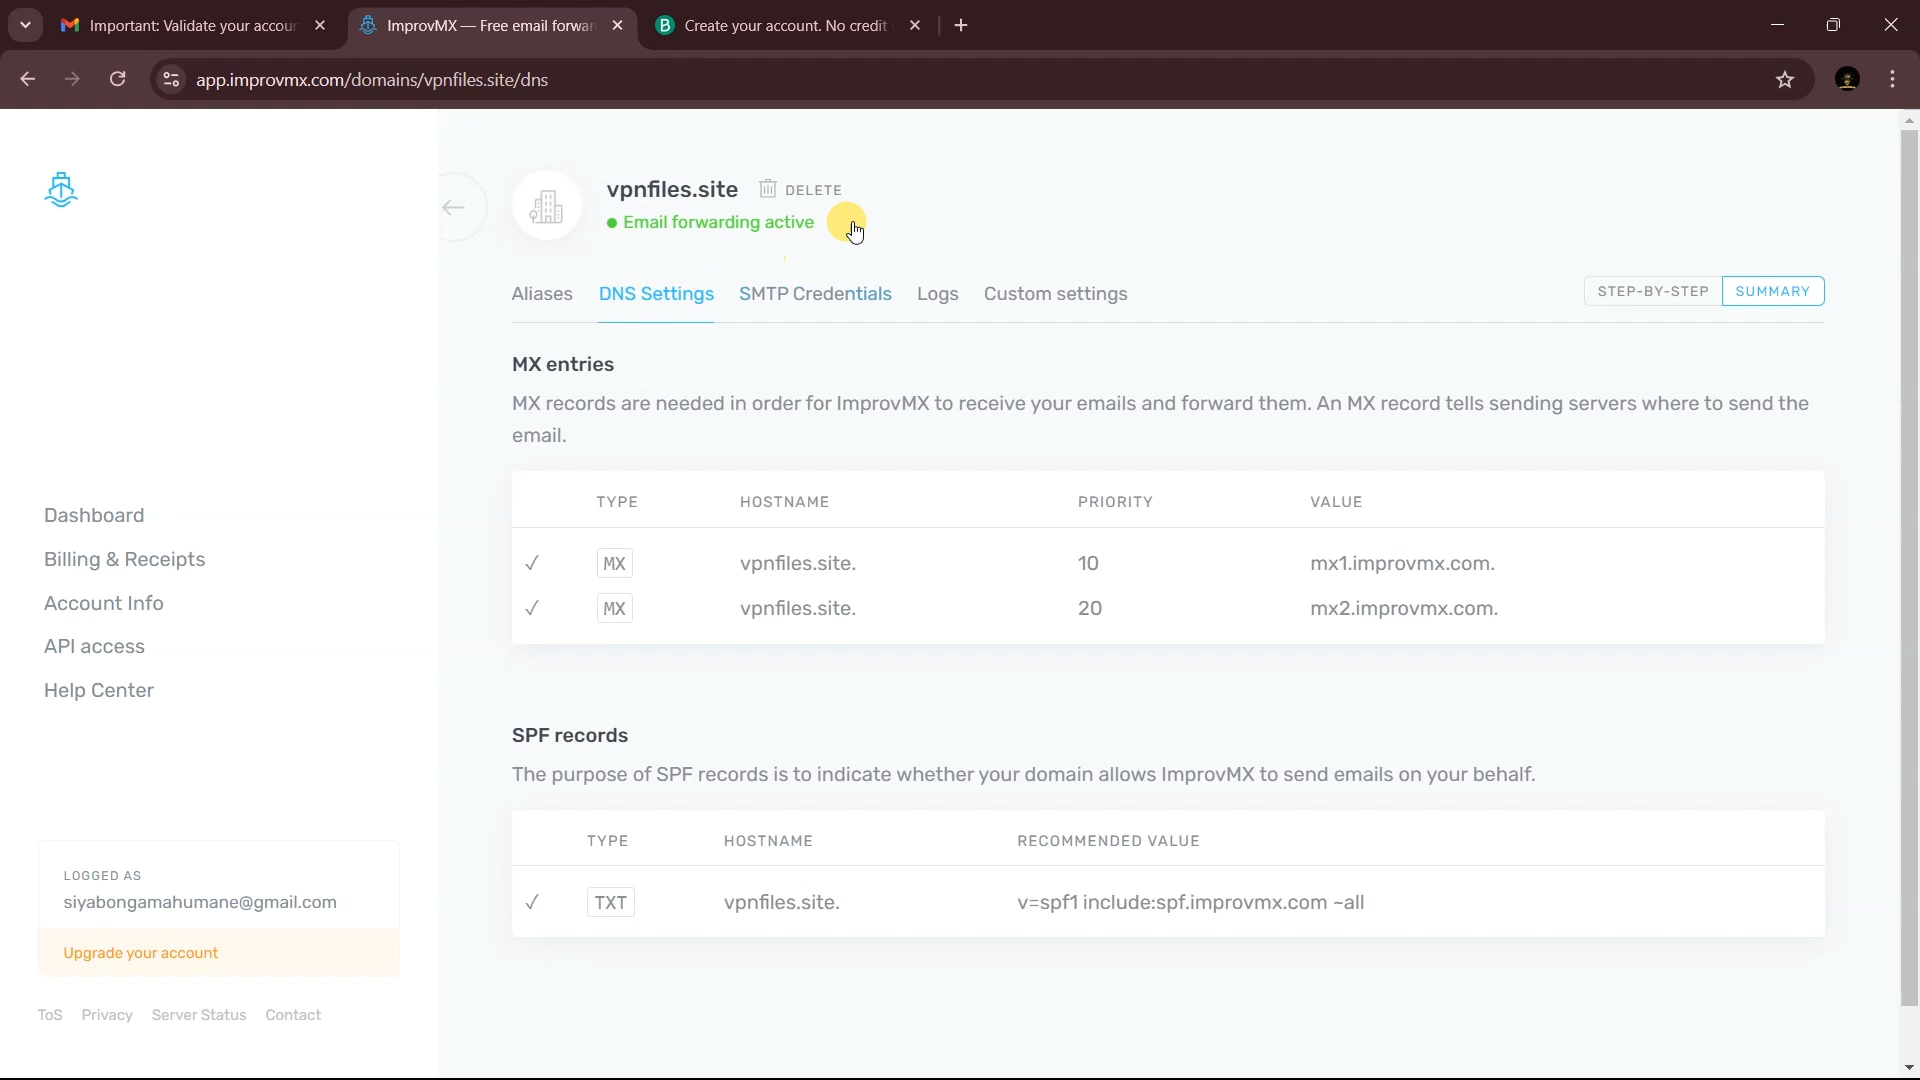 Important: Validate your accoun
ImprovMX — Free email forwar
Create your account. No credit
app.improvmx.com/domains/vpnfiles.site/dns
vpnfiles.site
DELETE
Email forwarding active
Aliases
DNS Settings
SMTP Credentials
Logs
Custom settings
STEP-BY-STEP
SUMMARY
MX entries
MX records are needed in order for ImprovMX to receive your emails and forward them. An MX record tells sending servers where to send the
email.
TYPE HOSTNAME PRIORITY VALUE
MX vpnfiles.site. 10 mx1.improvmx.com.
MX vpnfiles.site. 20 mx2.improvmx.com.
SPF records
The purpose of SPF records is to indicate whether your domain allows ImprovMX to send emails on your behalf.
TYPE HOSTNAME RECOMMENDED VALUE
TXT vpnfiles.site. v=spf1 include:spf.improvmx.com ~all
Dashboard
Billing & Receipts
Account Info
API access
Help Center
LOGGED AS
siyabongamahumane@gmail.com
Upgrade your account
ToS Privacy Server Status Contact